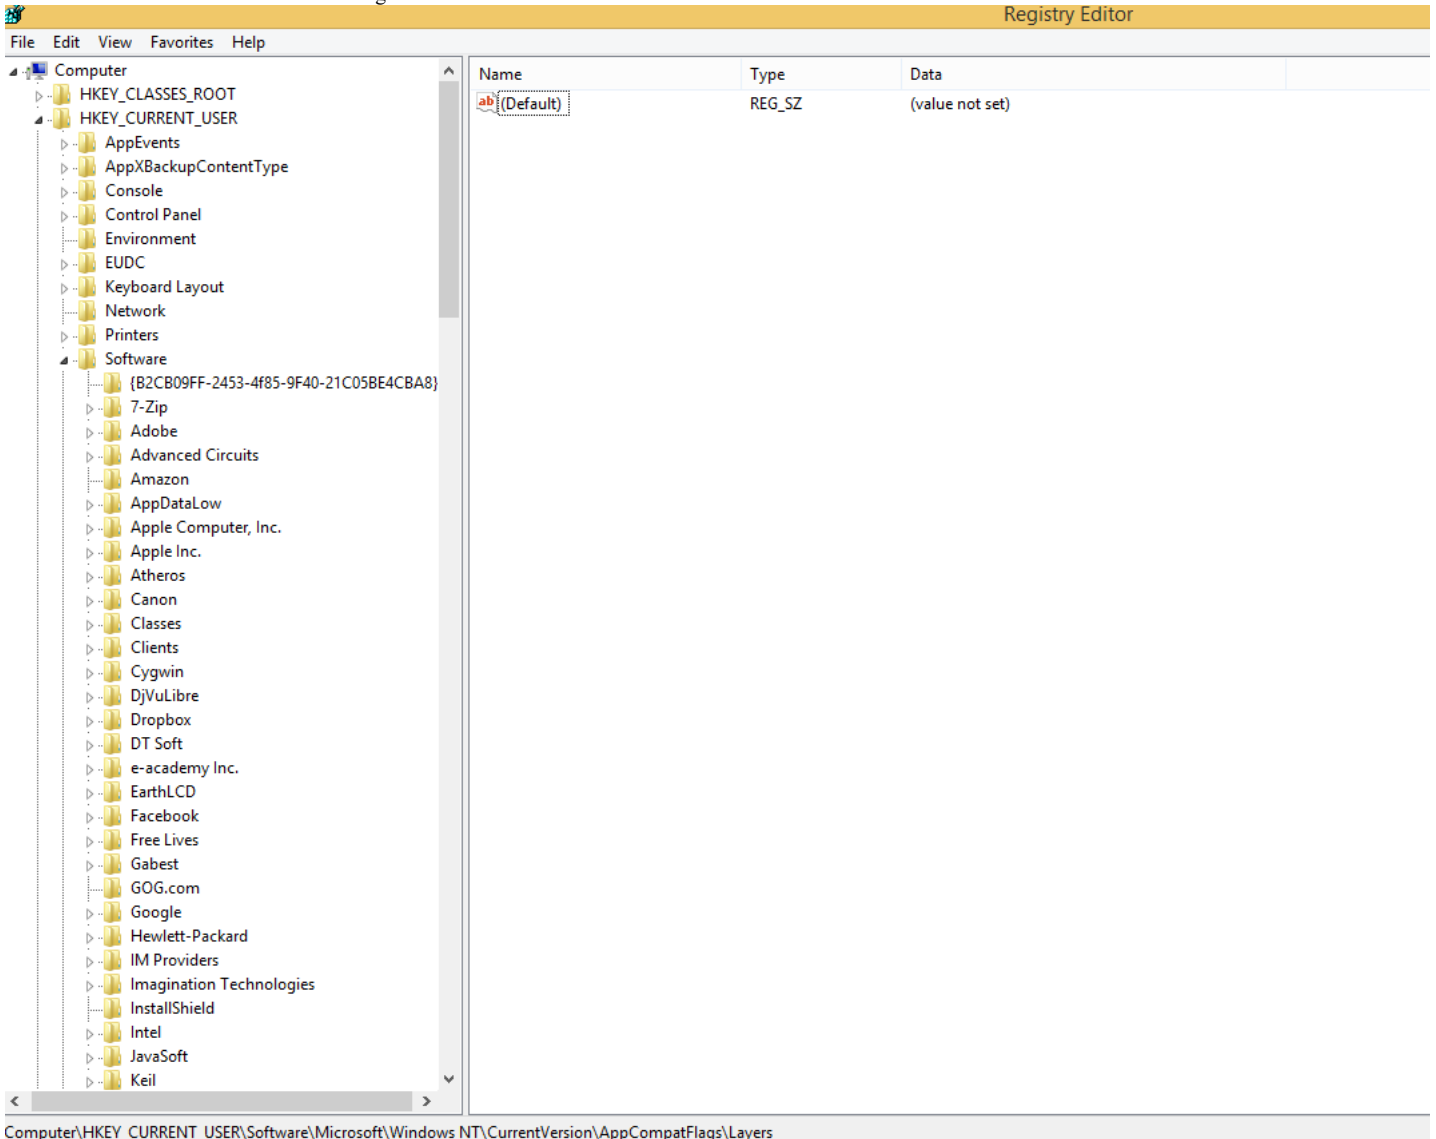 Registry Editor
File Edit View Favorites Help
Computer
HKEY_CLASSES_ROOT
HKEY_CURRENT_USER
AppEvents
AppXBackupContentType
Console
Control Panel
Environment
EUDC
Keyboard Layout
Network
Printers
Software
{B2CB09FF-2453-4f85-9F40-21C05BE4CBA8}
7-Zip
Adobe
Advanced Circuits
Amazon
AppDataLow
Apple Computer, Inc.
Apple Inc.
Atheros
Canon
Classes
Clients
Cygwin
DjVuLibre
Dropbox
DT Soft
e-academy Inc.
EarthLCD
Facebook
Free Lives
Gabest
GOG.com
Google
Hewlett-Packard
IM Providers
Imagination Technologies
InstallShield
Intel
JavaSoft
Keil
Name Type Data
ab (Default) REG_SZ (value not set)
Computer\HKEY_CURRENT_USER\Software\Microsoft\Windows NT\CurrentVersion\AppCompatFlags\Layers